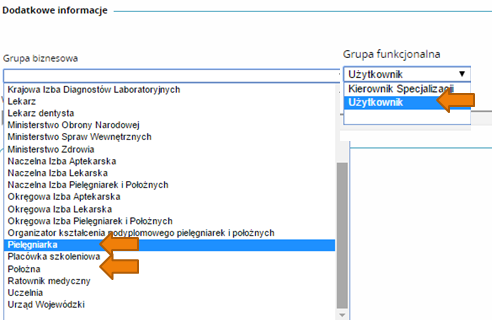 Dodatkowe informacje
Grupa biznesowa
Grupa funkcjonalna
Użytkownik
Kierownik Specjalizacji
Użytkownik
Krajowa Izba Diagnostów Laboratoryjnych
Lekarz
Lekarz dentysta
Ministerstwo Obrony Narodowej
Ministerstwo Spraw Wewnętrznych
Ministerstwo Zdrowia
Naczelna Izba Aptekarska
Naczelna Izba Lekarska
Naczelna Izba Pielęgniarek i Położnych
Okręgowa Izba Aptekarska
Okręgowa Izba Lekarska
Okręgowa Izba Pielęgniarek i Położnych
Organizator kształcenia podyplomowego pielęgniarek i położnych
Pielęgniarka
Placówka szkoleniowa
Położna
Ratownik medyczny
Uczelnia
Urząd Wojewódzki